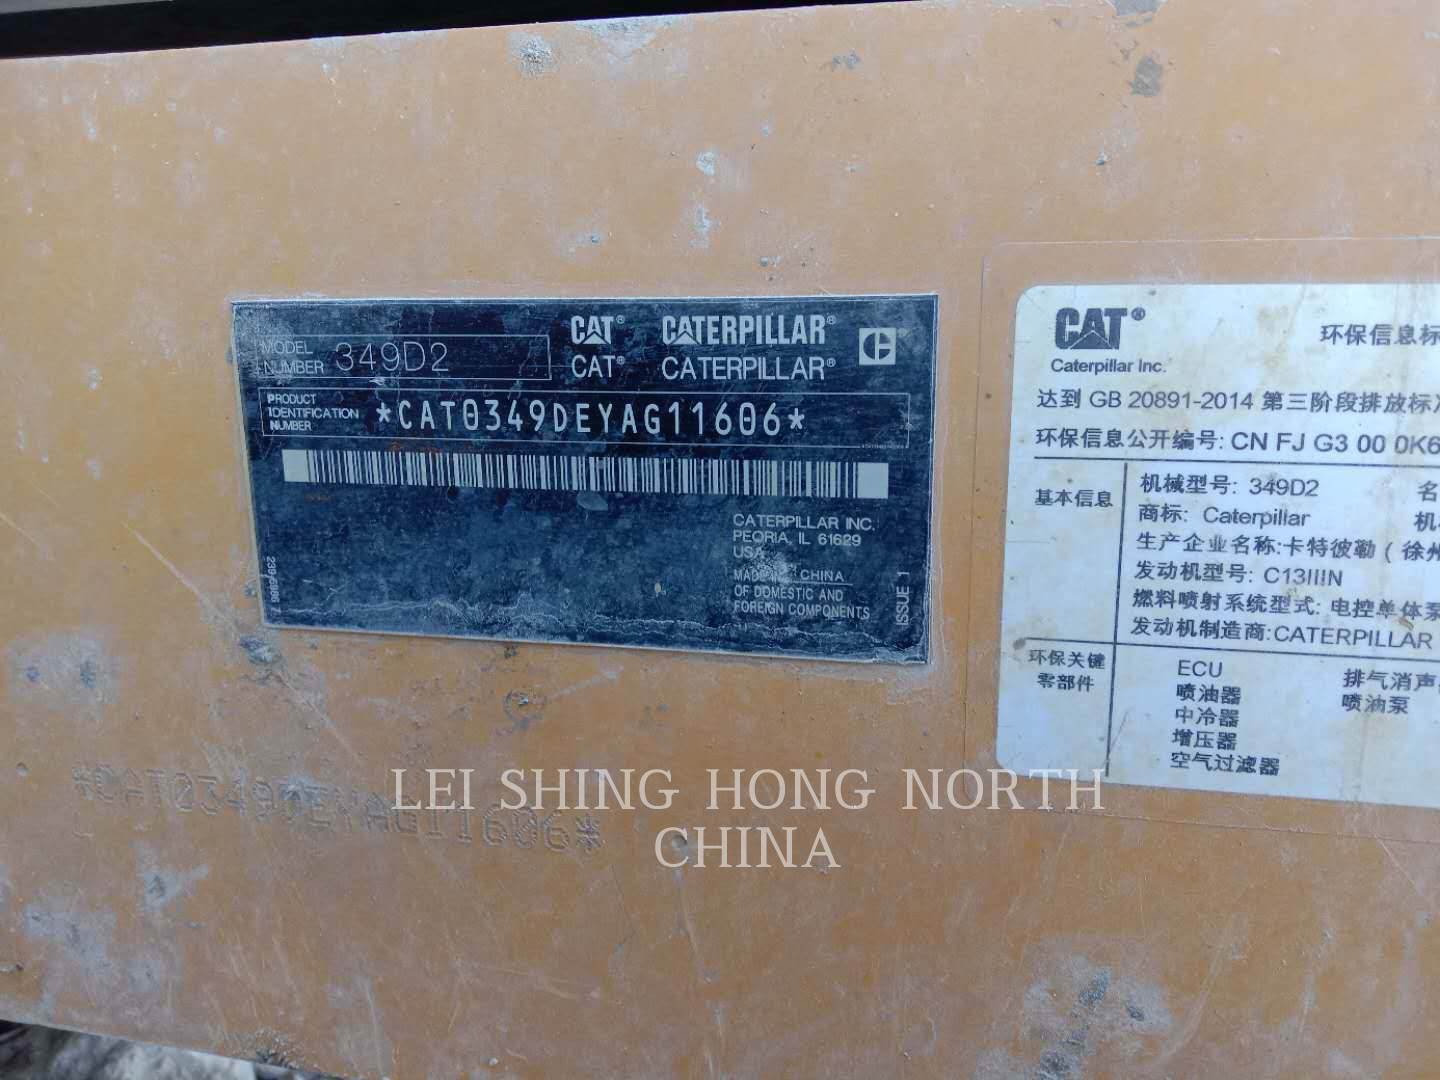 MODEL
NUMBER 349D2
CAT® CATERPILLAR®
CAT® CATERPILLAR®
PRODUCT
IDENTIFICATION
NUMBER
*CAT0349DEYAG11606*
CATERPILLAR INC.
PEORIA, IL 61629
USA
MADE IN CHINA
OF DOMESTIC AND
FOREIGN COMPONENTS
ISSUE 1
*CAT0349DEYAG11606*
CAT®
Caterpillar Inc.
环保信息标
达到 GB 20891-2014 第三阶段排放标准
环保信息公开编号: CN FJ G3 00 0K6
基本信息
机械型号: 349D2 名
商标: Caterpillar 机
生产企业名称:卡特彼勒(徐州
发动机型号: C13IIIN
燃料喷射系统型式: 电控单体泵
发动机制造商:CATERPILLAR
环保关键
零部件
ECU 排气消声
喷油器 喷油泵
中冷器
增压器
空气过滤器
LEI SHING HONG NORTH
CHINA